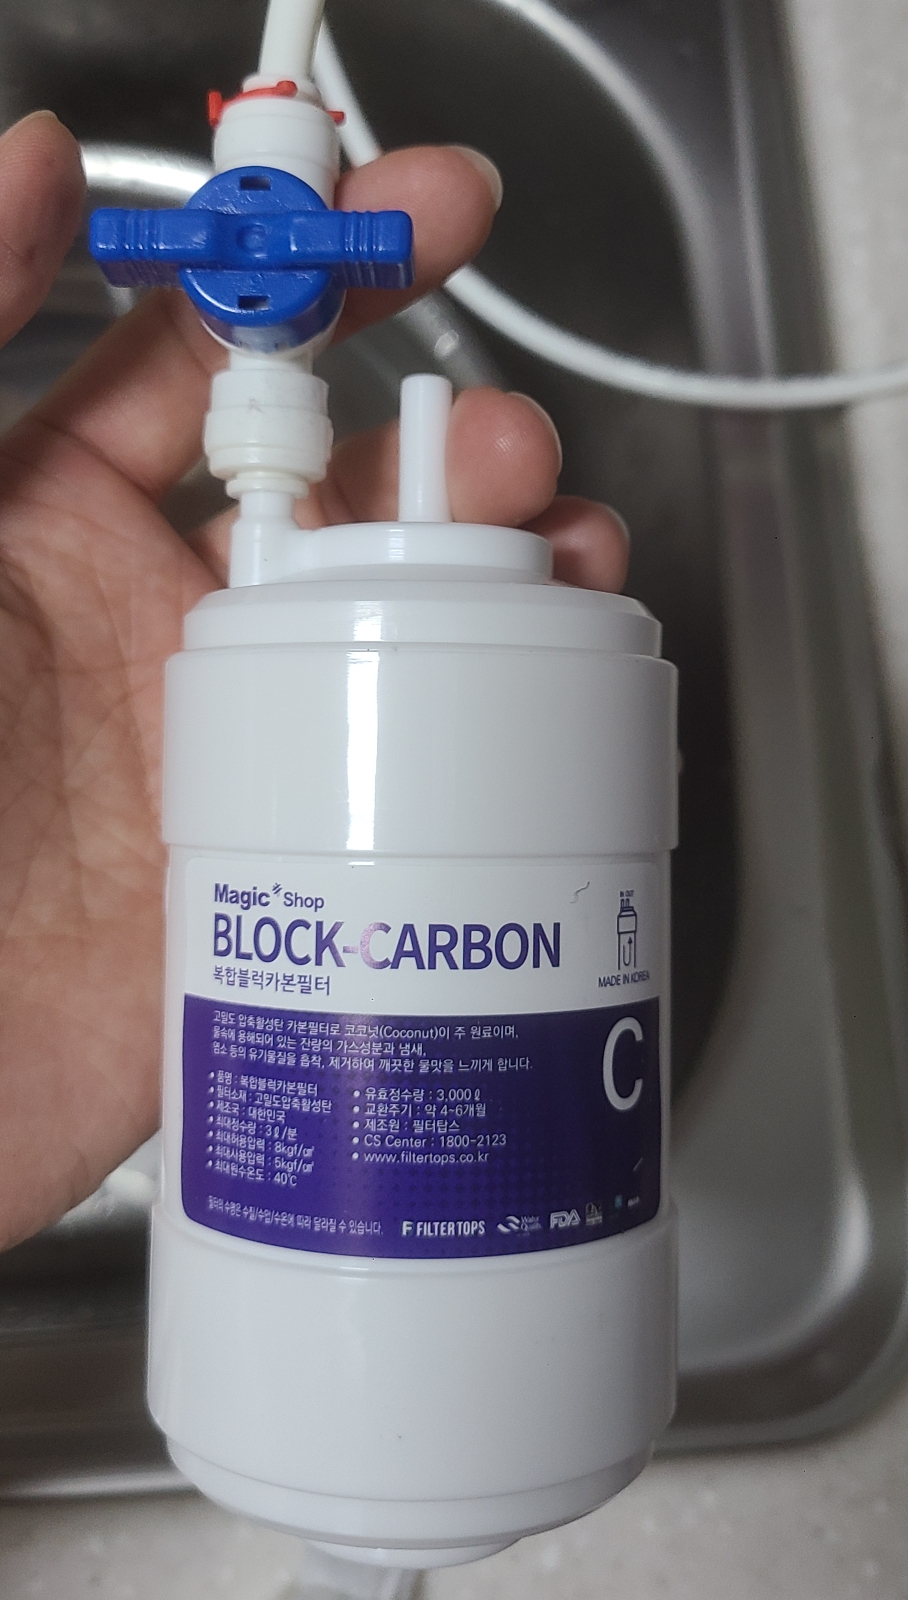 Magic Shop
BLOCK-CARBON
복합블럭카본필터
IN OUT
MADE IN KOREA
고밀도 압축활성탄 카본필터로 코코넛(Coconut)이 주 원료이며,
물속에 용해되어 있는 잔량의 가스성분과 냄새,
염소 등의 유기물질을 흡착, 제거하여 깨끗한 물맛을 느끼게 합니다.
C
• 품명 : 복합블럭카본필터
• 필터소재 : 고밀도압축활성탄
• 제조국 : 대한민국
• 최대정수량 : 3ℓ/분
• 최대허용압력 : 8kgf/㎠
• 최대사용압력 : 5kgf/㎠
• 최대원수온도 : 40℃
• 유효정수량 : 3,000ℓ
• 교환주기 : 약 4~6개월
• 제조원 : 필터탑스
• CS Center : 1800-2123
• www.filtertops.co.kr
필터의 수명은 수질/수압/수온에 따라 달라질 수 있습니다.
FILTER TOPS
Water Quality
FDA